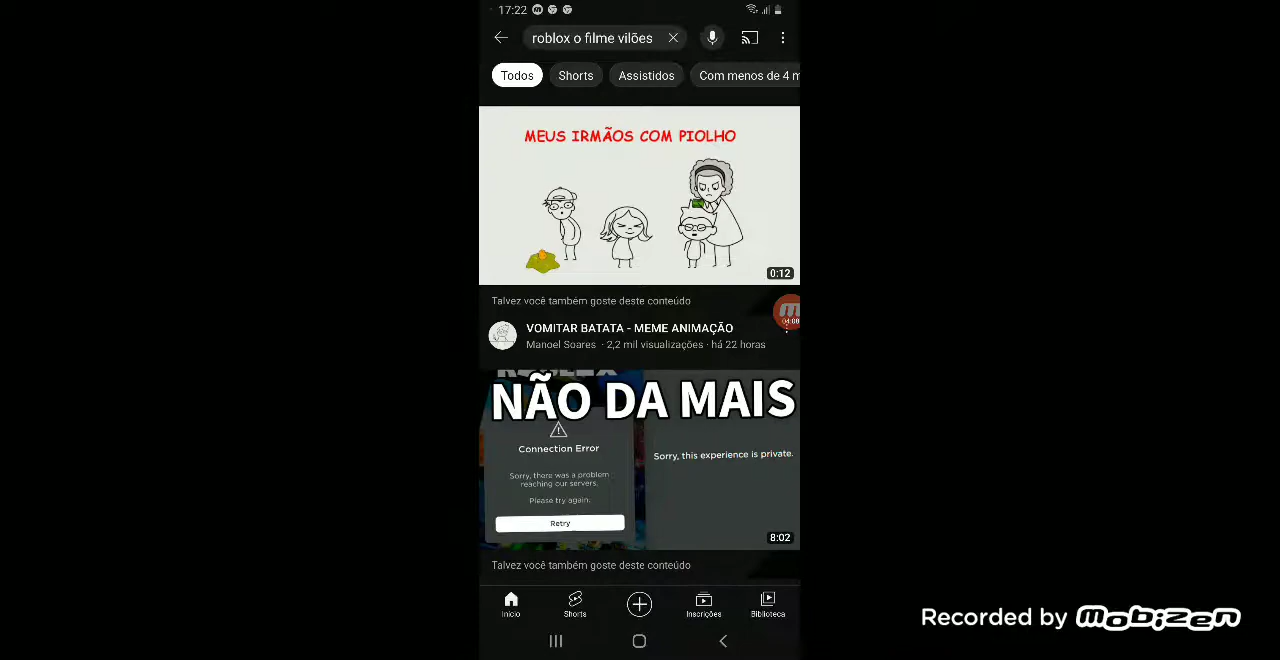 17:22
roblox o filme vilões
Todos
Shorts
Assistidos
Com menos de 4 m
MEUS IRMÃOS COM PIOLHO
0:12
Talvez você também goste deste conteúdo
04:08
VOMITAR BATATA - MEME ANIMAÇÃO
Manoel Soares · 2,2 mil visualizações · há 22 horas
NÃO DA MAIS
Connection Error
Sorry, there was a problem
reaching our servers.
Please try again.
Retry
Sorry, this experience is private.
8:02
Talvez você também goste deste conteúdo
Início
Shorts
Inscrições
Biblioteca
Recorded by mobizen